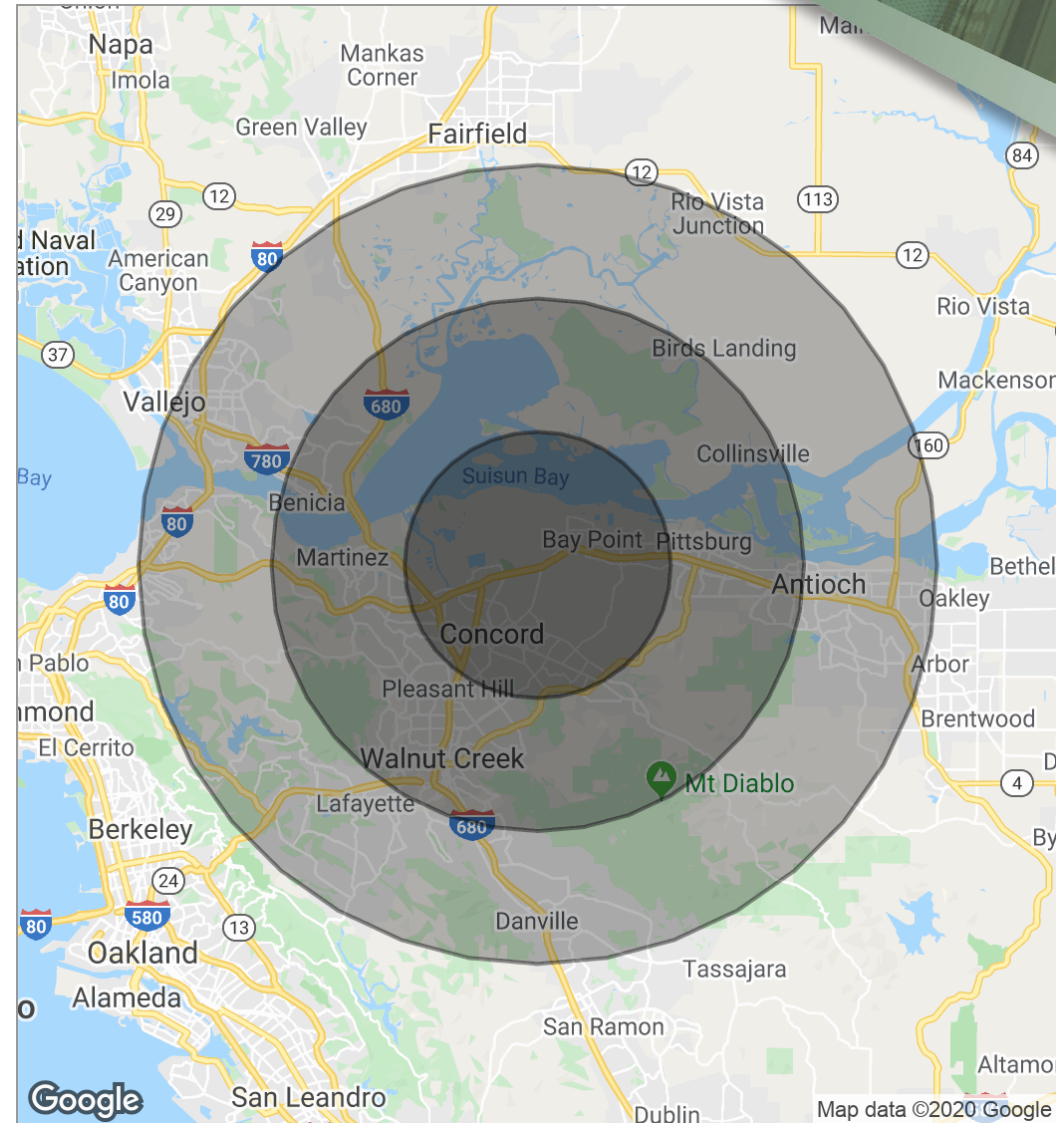 Napa
Imola
Mankas
Corner
Green Valley
Fairfield
84
12
12
113
29
Rio Vista
Junction
d Naval
ation
American
Canyon
80
12
Rio Vista
37
Birds Landing
Mackenson
Vallejo
680
160
780
Collinsville
Bay
Suisun Bay
Benicia
80
Bay Point
Pittsburg
Martinez
Antioch
Bethel
80
Oakley
Concord
Pablo
Arbor
Pleasant Hill
mmond
Brentwood
El Cerrito
Walnut Creek
D
Mt Diablo
4
Lafayette
Berkeley
680
By
24
80
580
13
Danville
Oakland
Tassajara
Alameda
o
San Ramon
Altamo
Google
San Leandro
Dublin
Map data ©2020 Google